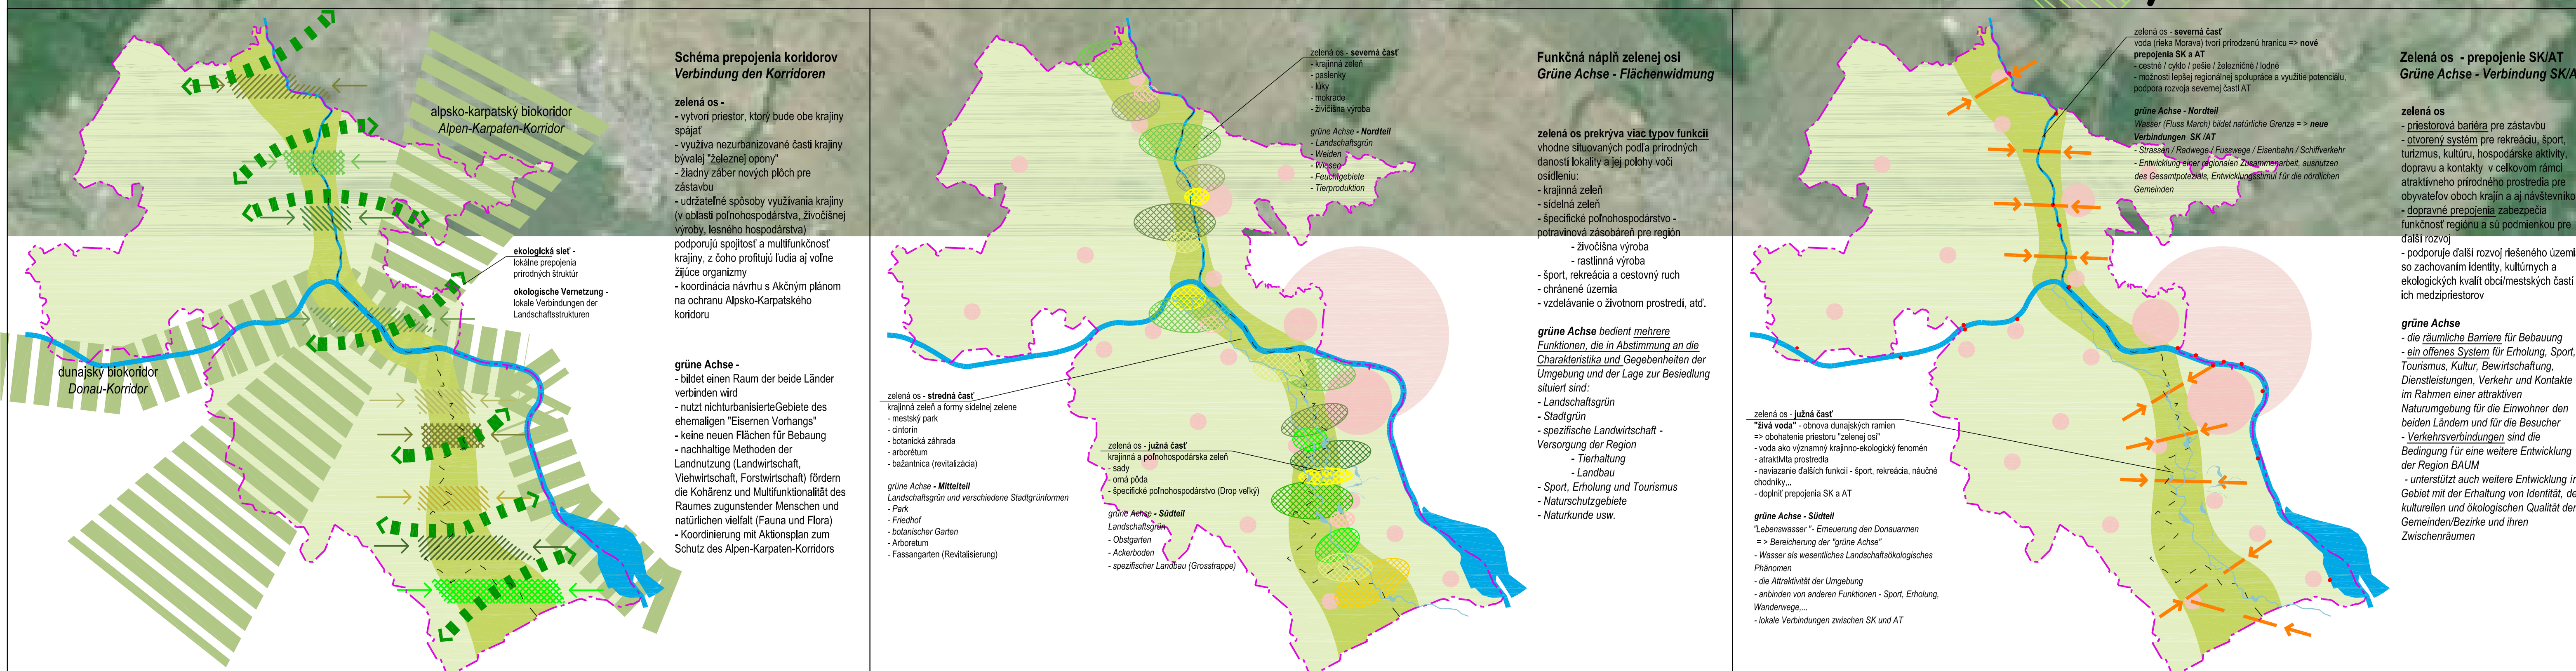 Schéma prepojenia koridorov
Verbindung den Korridoren
zelená os -
- vytvorí priestor, ktorý bude obe krajiny
spájať
- využíva nezurbanizované časti krajiny
bývalej "železnej opony"
- žiadny záber nových plôch pre
zástavbu
- udržateľné spôsoby využívania krajiny
(v oblasti poľnohospodárstva, živočíšnej
výroby, lesného hospodárstva)
podporujú spojitosť a multifunkčnosť
krajiny, z čoho profitujú ľudia aj voľne
žijúce organizmy
- koordinácia návrhu s Akčným plánom
na ochranu Alpsko-Karpatského
koridoru
grüne Achse -
- bildet einen Raum der beide Länder
verbinden wird
- nutzt nichturbanisierteGebiete des
ehemaligen "Eisernen Vorhangs"
- keine neuen Flächen für Bebaung
- nachhaltige Methoden der
Landnutzung (Landwirtschaft,
Viehwirtschaft, Forstwirtschaft) fördern
die Kohärenz und Multifunktionalität des
Raumes zugunstender Menschen und
natürlichen vielfalt (Fauna und Flora)
- Koordinierung mit Aktionsplan zum
Schutz des Alpen-Karpaten-Korridors
alpsko-karpatský biokoridor
Alpen-Karpaten-Korridor
ekologická sieť -
lokálne prepojenia
prírodných štruktúr
okologische Vernetzung -
lokale Verbindungen der
Landschaftsstrukturen
dunajský biokoridor
Donau-Korridor
zelená os - severná časť
- krajinná zeleň
- pasienky
- lúky
- mokrade
- živičišna výroba
grüne Achse - Nordteil
- Landschaftsgrün
- Weiden
- Wiesen
- Feuchtgebiete
- Tierproduktion
zelená os - stredná časť
krajinná zeleň a formy sídelnej zelene
- mestský park
- cintorín
- botanická záhrada
- arborétum
- bažantnica (revitalizácia)
grüne Achse - Mittelteil
Landschaftsgrün und verschiedene Stadtgrünformen
- Park
- Friedhof
- botanischer Garten
- Arboretum
- Fassangarten (Revitalisierung)
zelená os - južná časť
krajinná a poľnohospodárska zeleň
- sady
- orná pôda
- špecifické poľnohospodárstvo (Drop veľký)
grüne Achse - Südteil
Landschaftsgrün
- Obstgarten
- Ackerboden
- spezifischer Landbau (Grosstrappe)
Funkčná náplň zelenej osi
Grüne Achse - Flächenwidmung
zelená os prekrýva viac typov funkcií
vhodne situovaných podľa prírodných
daností lokality a jej polohy voči
osídleniu:
- krajinná zeleň
- sídelná zeleň
- špecifické poľnohospodárstvo -
potravinová zásobáreň pre región
- živočíšna výroba
- rastlinná výroba
- šport, rekreácia a cestovný ruch
- chránené územia
- vzdelávanie o životnom prostredí, atď.
grüne Achse bedient mehrere
Funktionen, die in Abstimmung an die
Charakteristika und Gegebenheiten der
Umgebung und der Lage zur Besiedlung
situiert sind:
- Landschaftsgrün
- Stadtgrün
- spezifische Landwirtschaft -
Versorgung der Region
- Tierhaltung
- Landbau
- Sport, Erholung und Tourismus
- Naturschutzgebiete
- Naturkunde usw.
zelená os - severná časť
voda (rieka Morava) tvorí prirodzenú hranicu => nové
prepojenia SK a AT
- cestné / cyklo / pešie / železničné / lodné
- možnosti lepšej regionálnej spolupráce a využitie potenciálu,
podpora rozvoja severnej časti AT
grüne Achse - Nordteil
Wasser (Fluss March) bildet natürliche Grenze = > neue
Verbindungen SK /AT
- Strassen / Radwege / Fusswege / Eisenbahn / Schiffverkehr
- Entwicklung einer regionalen Zusammenarbeit, ausnutzen
des Gesamtpotezials, Entwicklungsstimul für die nördlichen
Gemeinden
zelená os - južná časť
"živá voda" - obnova dunajských ramien
=> obohatenie priestoru "zelenej osi"
- voda ako významný krajinno-ekologický fenomén
- atraktivita prostredia
- naviazanie ďalších funkcií - šport, rekreácia, náučné
chodníky,..
- doplniť prepojenia SK a AT
grüne Achse - Südteil
"Lebenswasser "- Erneuerung den Donauarmen
= > Bereicherung der "grüne Achse"
- Wasser als wesentliches Landschaftsökologisches
Phänomen
- die Attraktivität der Umgebung
- anbinden von anderen Funktionen - Sport, Erholung,
Wanderwege,...
- lokale Verbindungen zwischen SK und AT
Zelená os - prepojenie SK/AT
Grüne Achse - Verbindung SK/A
zelená os
- priestorová bariéra pre zástavbu
- otvorený systém pre rekreáciu, šport,
turizmus, kultúru, hospodárske aktivity,
dopravu a kontakty v celkovom rámci
atraktívneho prírodného prostredia pre
obyvateľov oboch krajín a aj návštevníko
- dopravné prepojenia zabezpečia
funkčnosť regiónu a sú podmienkou pre
ďalší rozvoj
- podporuje ďalší rozvoj riešeného územi
so zachovaním identity, kultúrnych a
ekologických kvalít obcí/mestských častí
ich medzipriestorov
grüne Achse
- die räumliche Barriere für Bebauung
- ein offenes System für Erholung, Sport,
Tourismus, Kultur, Bewirtschaftung,
Dienstleistungen, Verkehr und Kontakte
im Rahmen einer attraktiven
Naturumgebung für die Einwohner den
beiden Ländern und für die Besucher
- Verkehrsverbindungen sind die
Bedingung für eine weitere Entwicklung
der Region BAUM
- unterstützt auch weitere Entwicklung in
Gebiet mit der Erhaltung von Identität, de
kulturellen und ökologischen Qualität der
Gemeinden/Bezirke und ihren
Zwischenräumen